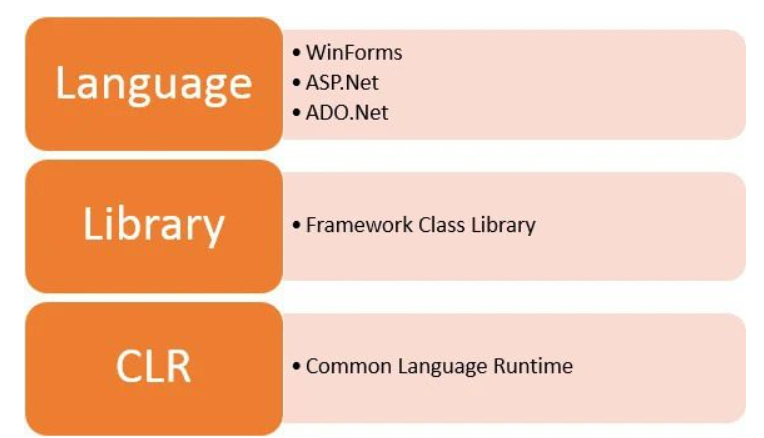 Language
• WinForms
• ASP.Net
• ADO.Net
Library
• Framework Class Library
CLR
• Common Language Runtime